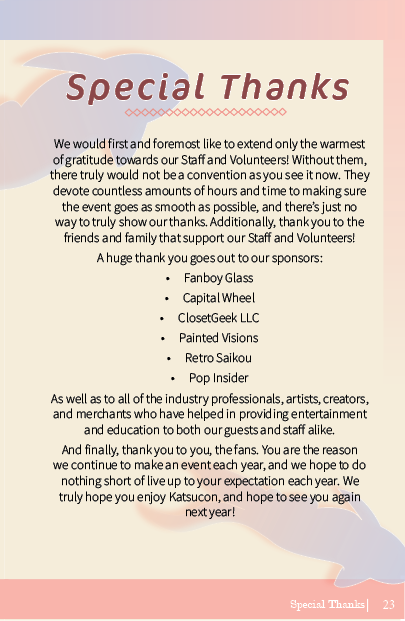 Special Thanks
We would first and foremost like to extend only the warmest
of gratitude towards our Staff and Volunteers! Without them,
there truly would not be a convention as you see it now. They
devote countless amounts of hours and time to making sure
the event goes as smooth as possible, and there's just no
way to truly show our thanks. Additionally, thank you to the
friends and family that support our Staff and Volunteers!
A huge thank you goes out to our sponsors:
• Fanboy Glass
• Capital Wheel
• ClosetGeek LLC
• Painted Visions
• Retro Saikou
• Pop Insider
As well as to all of the industry professionals, artists, creators,
and merchants who have helped in providing entertainment
and education to both our guests and staff alike.
And finally, thank you to you, the fans. You are the reason
we continue to make an event each year, and we hope to do
nothing short of live up to your expectation each year. We
truly hope you enjoy Katsucon, and hope to see you again
next year!
Special Thanks| 23